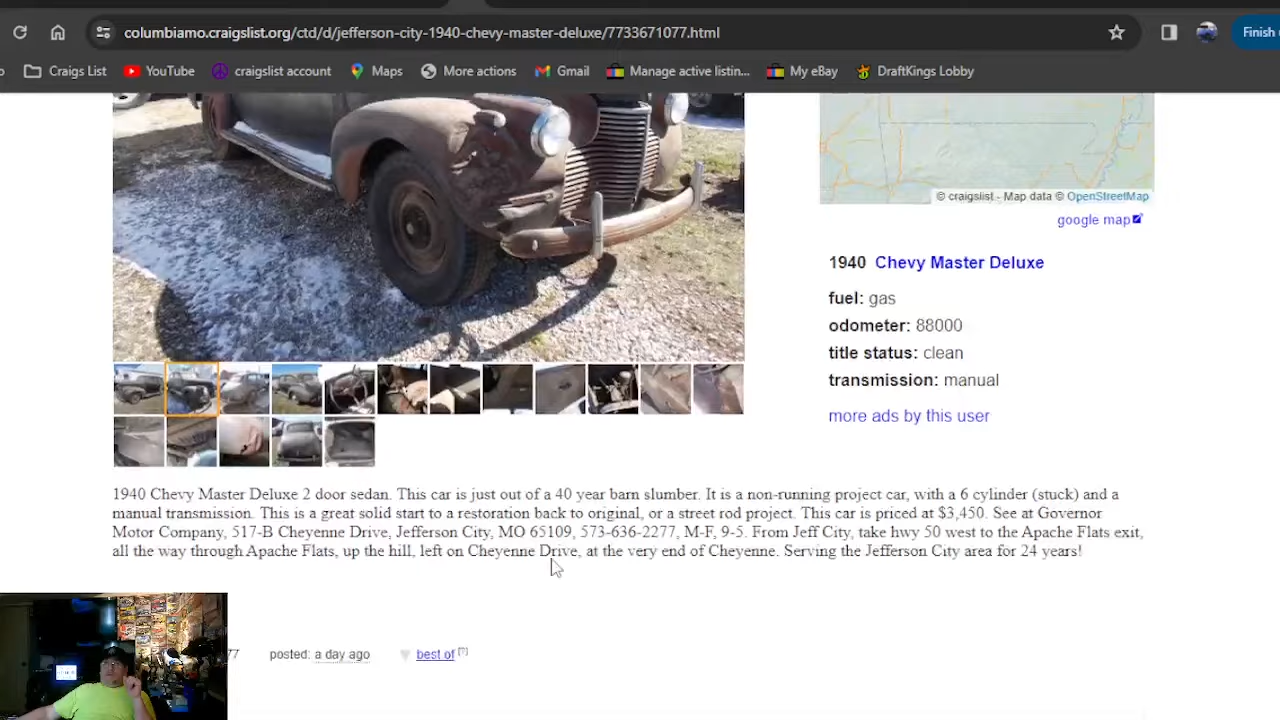 columbiamo.craigslist.org/ctd/d/jefferson-city-1940-chevy-master-deluxe/7733671077.html
Finish
Craigs List YouTube craigslist account Maps More actions Gmail Manage active listin... My eBay DraftKings Lobby
© craigslist - Map data © OpenStreetMap
google map
1940 Chevy Master Deluxe
fuel: gas
odometer: 88000
title status: clean
transmission: manual
more ads by this user
1940 Chevy Master Deluxe 2 door sedan. This car is just out of a 40 year barn slumber. It is a non-running project car, with a 6 cylinder (stuck) and a
manual transmission. This is a great solid start to a restoration back to original, or a street rod project. This car is priced at $3,450. See at Governor
Motor Company, 517-B Cheyenne Drive, Jefferson City, MO 65109, 573-636-2277, M-F, 9-5. From Jeff City, take hwy 50 west to the Apache Flats exit,
all the way through Apache Flats, up the hill, left on Cheyenne Drive, at the very end of Cheyenne. Serving the Jefferson City area for 24 years!
77 posted: a day ago best of [?]